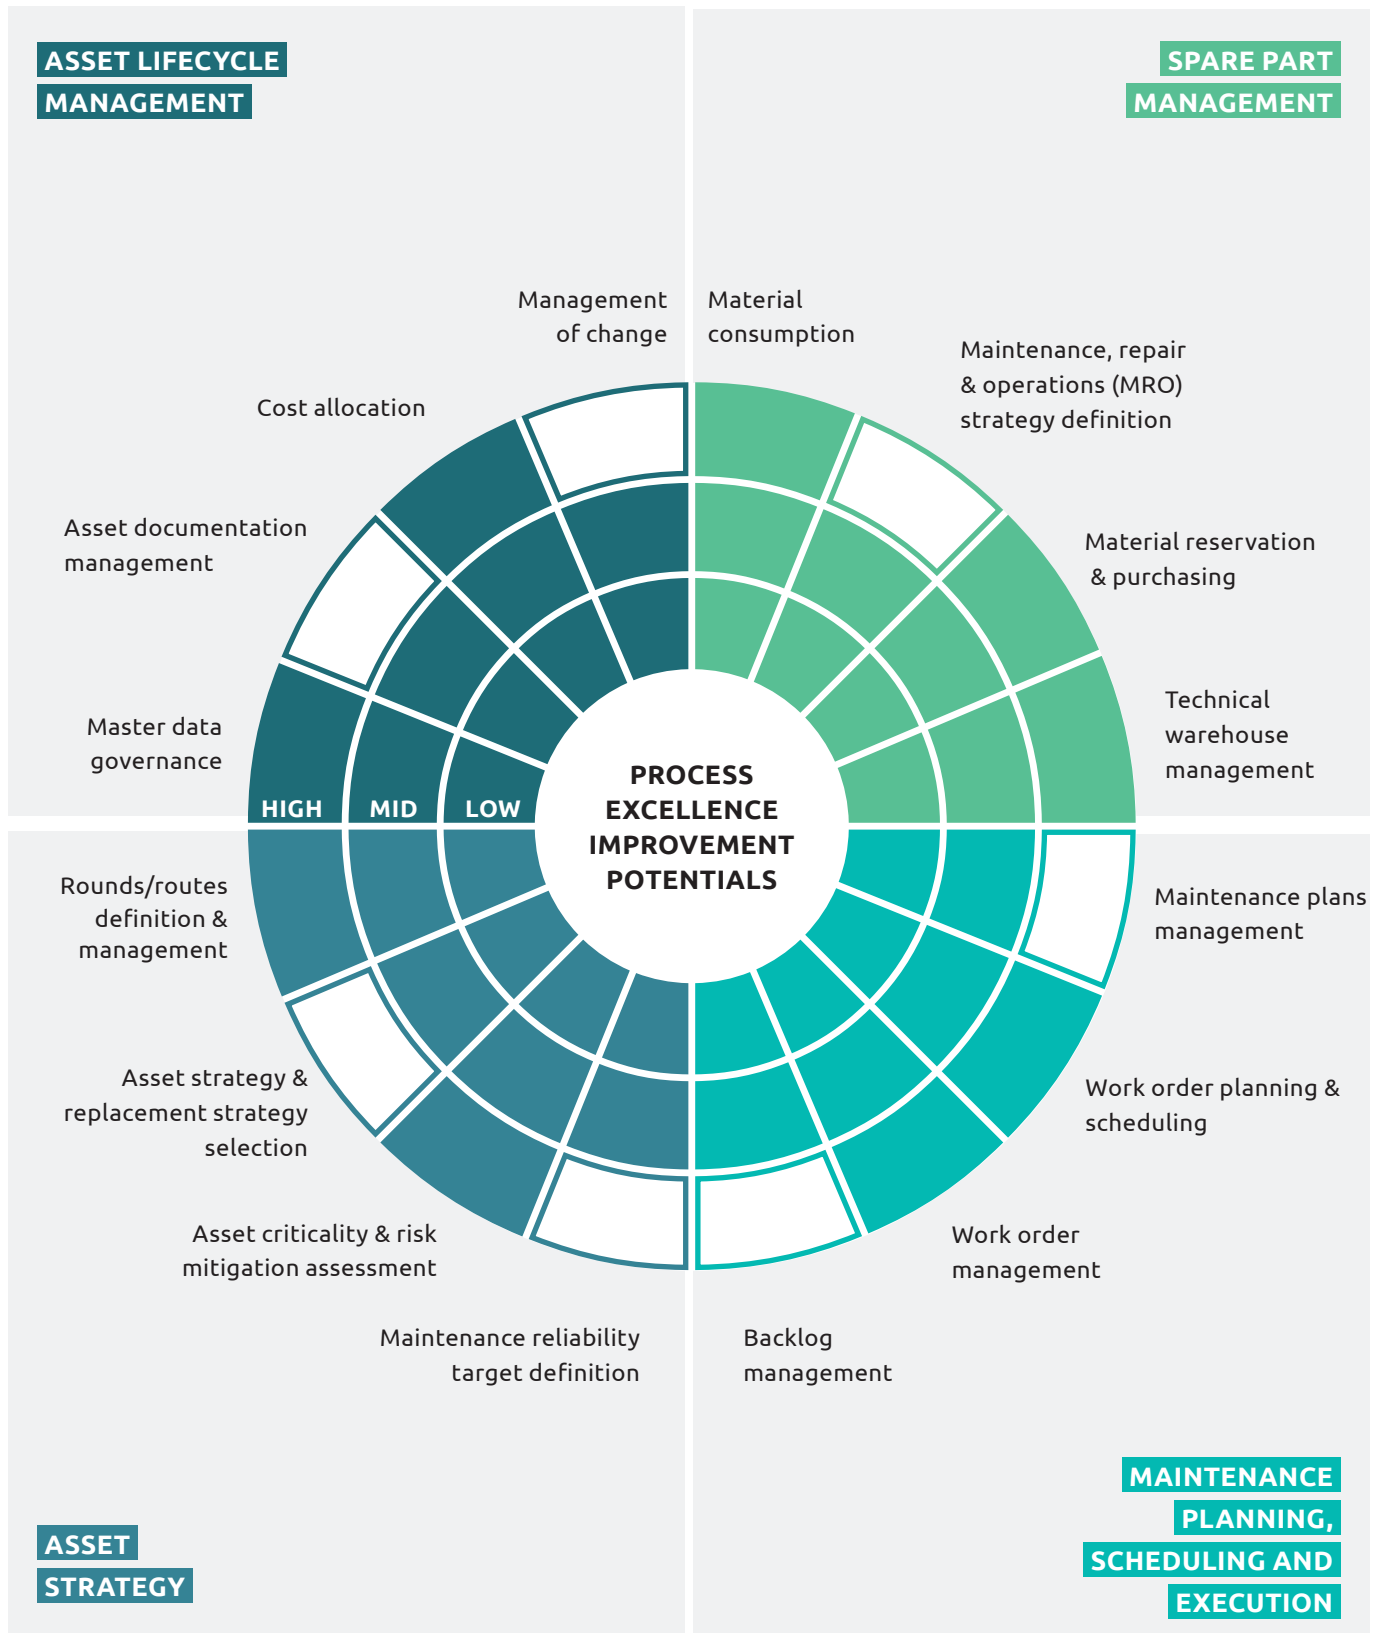 ASSET LIFECYCLE
MANAGEMENT
SPARE PART
MANAGEMENT
Management
of change
Material
consumption
Maintenance, repair
& operations (MRO)
strategy definition
Cost allocation
Asset documentation
management
Material reservation
& purchasing
Master data
governance
Technical
warehouse
management
HIGH MID LOW
PROCESS
EXCELLENCE
IMPROVEMENT
POTENTIALS
Rounds/routes
definition &
management
Maintenance plans
management
Asset strategy &
replacement strategy
selection
Work order planning &
scheduling
Asset criticality & risk
mitigation assessment
Work order
management
Maintenance reliability
target definition
Backlog
management
ASSET
STRATEGY
MAINTENANCE
PLANNING,
SCHEDULING AND
EXECUTION